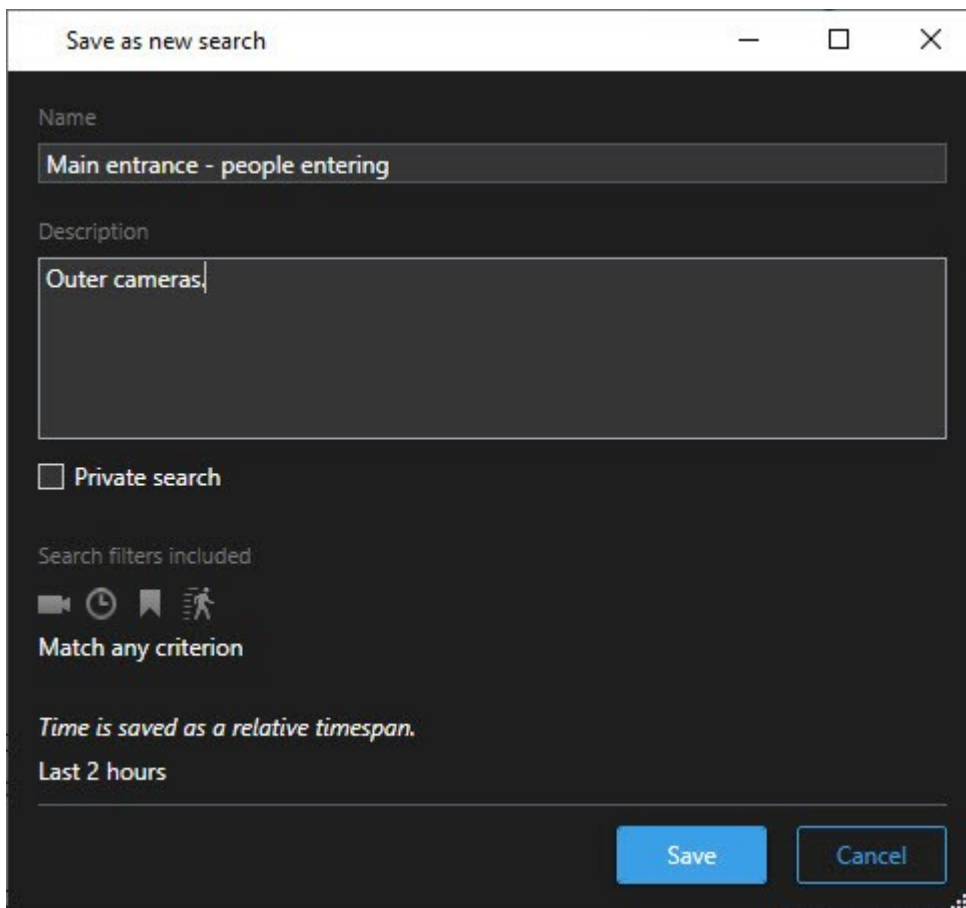 Save as new search
Name
Main entrance - people entering
Description
Outer cameras.
Private search
Search filters included
Match any criterion
Time is saved as a relative timespan.
Last 2 hours
Save
Cancel